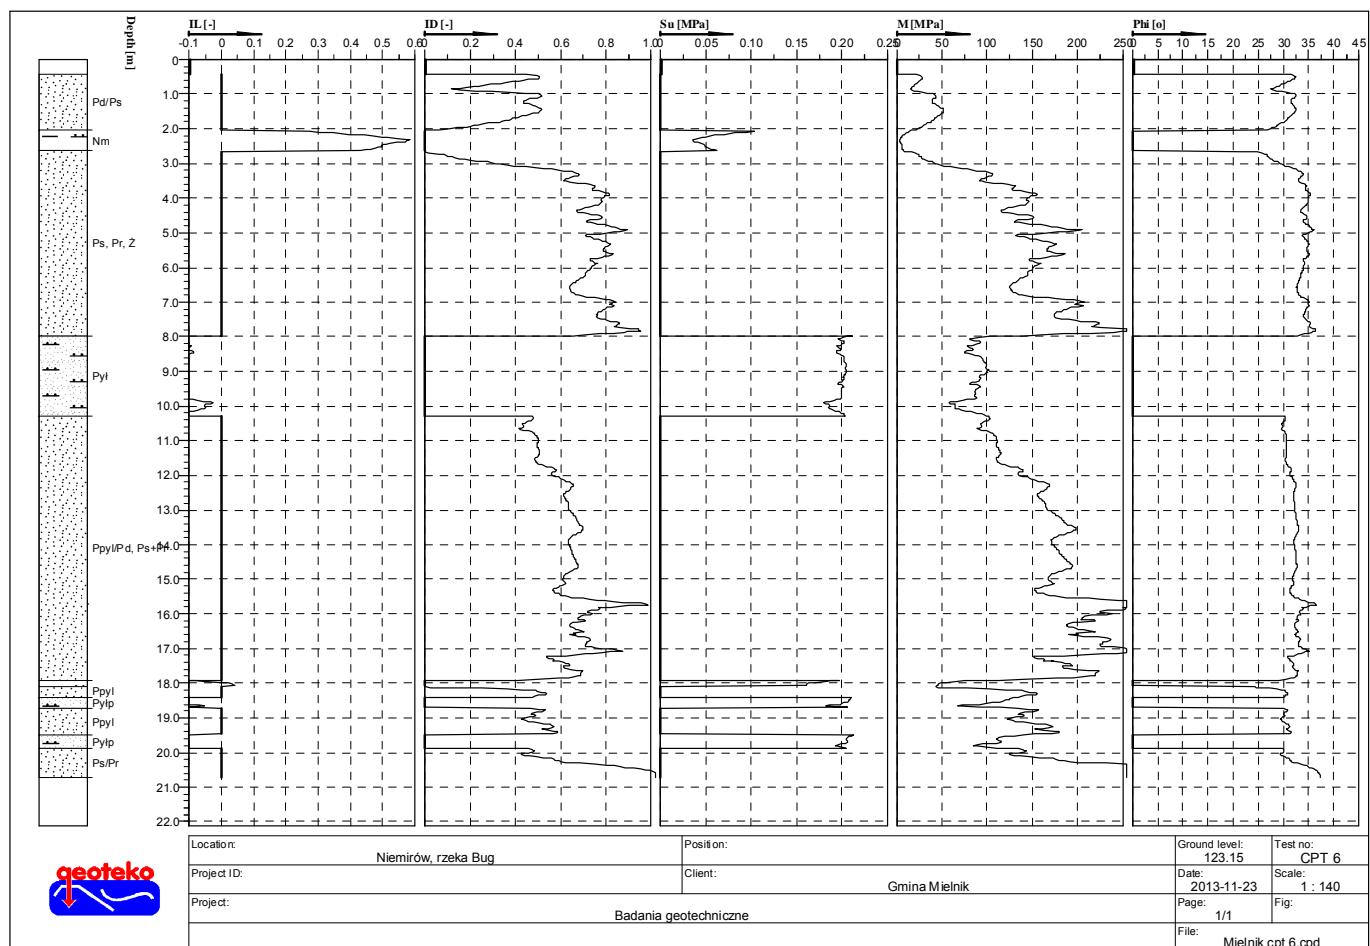 Depth [m]
IL [-]
-0.1 0 0.1 0.2 0.3 0.4 0.5 0.6
ID [-]
0 0.2 0.4 0.6 0.8 1.0
Su [MPa]
0 0.05 0.10 0.15 0.20 0.25
M [MPa]
0 50 100 150 200 250
Phi [o]
0 5 10 15 20 25 30 35 40 45
0
1.0
2.0
3.0
4.0
5.0
6.0
7.0
8.0
9.0
10.0
11.0
12.0
13.0
14.0
15.0
16.0
17.0
18.0
19.0
20.0
21.0
22.0
Pd/Ps
Nm
Ps, Pr, Ż
Pył
Ppyl/Pd, Ps+Pr
Ppyl
Pyłp
Ppyl
Pyłp
Ps/Pr
geoteko
Location:
Niemirów, rzeka Bug
Position:
Ground level:
123.15
Test no:
CPT 6
Project ID:
Client:
Gmina Mielnik
Date:
2013-11-23
Scale:
1 : 140
Project:
Badania geotechniczne
Page:
1/1
Fig:
File:
Mielnik cpt 6.cpd